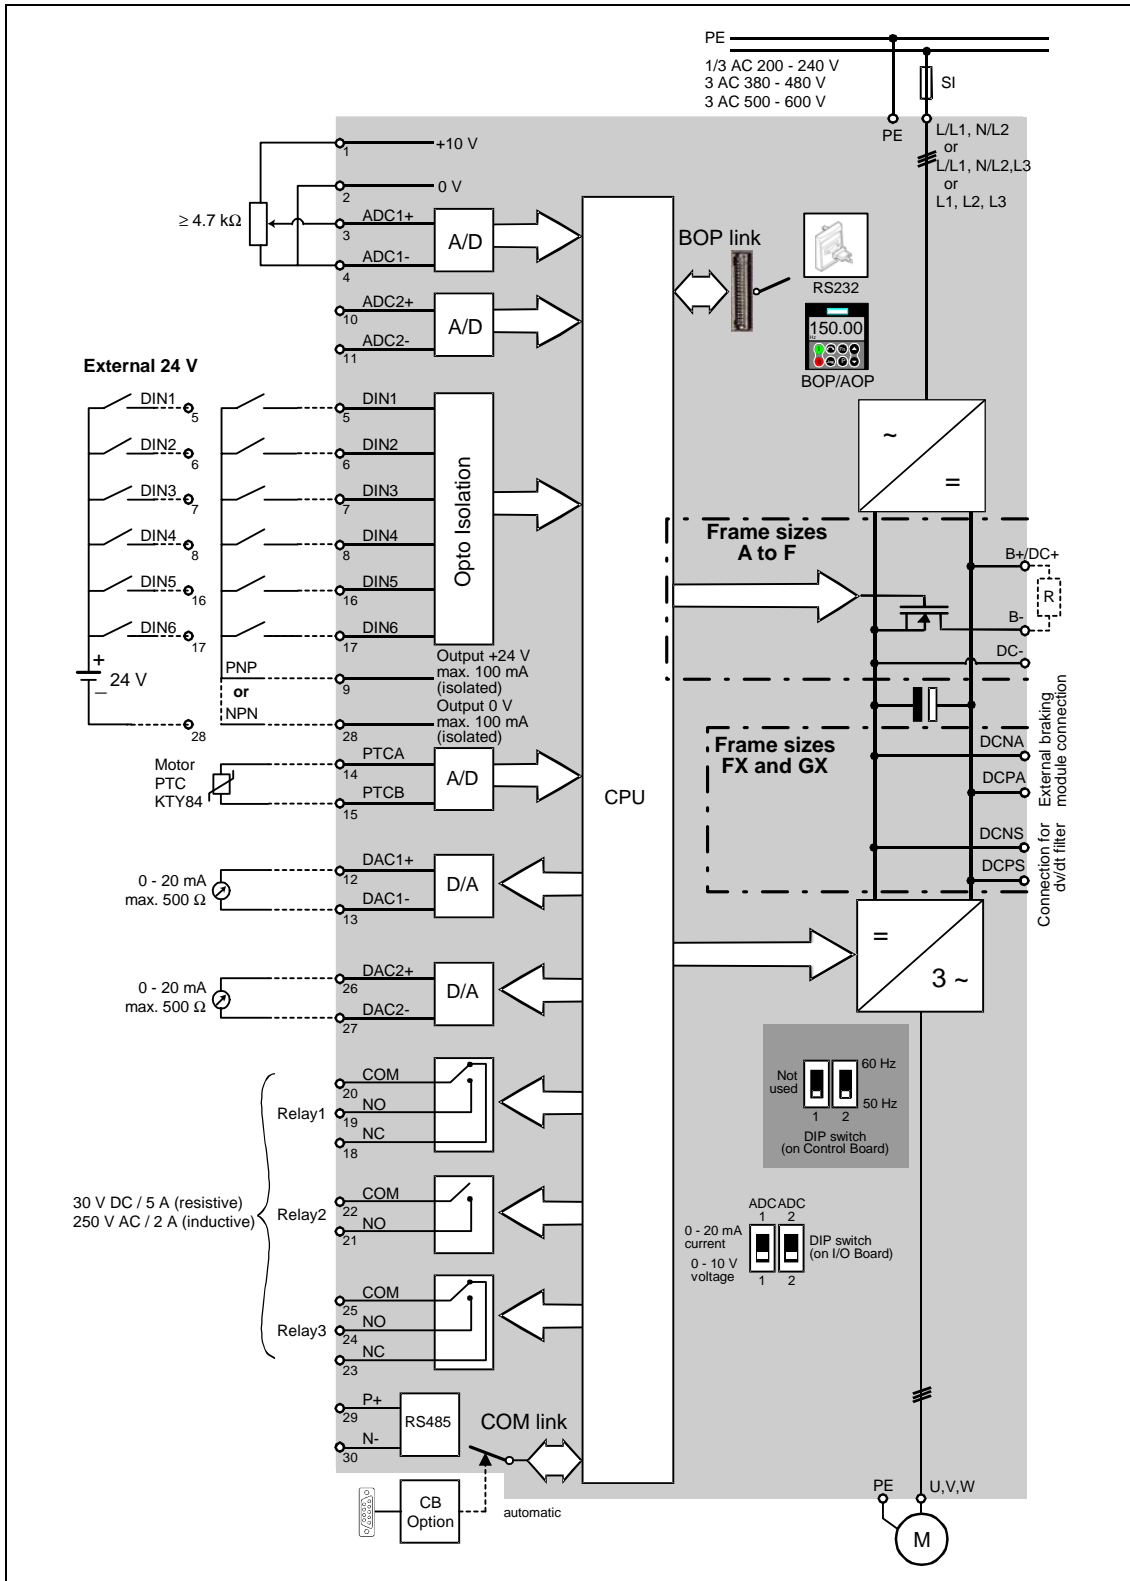 PE
1/3 AC 200 - 240 V
3 AC 380 - 480 V
3 AC 500 - 600 V
SI
PE
L/L1, N/L2
or
L/L1, N/L2,L3
or
L1, L2, L3
1
+10 V
2
0 V
≥ 4.7 kΩ
ADC1+
3
ADC1-
4
A/D
ADC2+
10
ADC2-
11
A/D
BOP link
RS232
150.00
Hz
BOP/AOP
External 24 V
DIN1
5
DIN2
6
DIN3
7
DIN4
8
DIN5
16
DIN6
17
+
24 V
_
28
DIN1
5
DIN2
6
DIN3
7
DIN4
8
DIN5
16
DIN6
17
Opto Isolation
PNP
or
NPN
9
Output +24 V
max. 100 mA
(isolated)
28
Output 0 V
max. 100 mA
(isolated)
Motor
PTC
KTY84
PTCA
14
PTCB
15
A/D
CPU
~
=
Frame sizes
A to F
B+/DC+
R
B-
DC-
Frame sizes
FX and GX
DCNA
DCPA
DCNS
DCPS
External braking
module connection
Connection for
dv/dt filter
=
3 ~
0 - 20 mA
max. 500 Ω
DAC1+
12
DAC1-
13
D/A
0 - 20 mA
max. 500 Ω
DAC2+
26
DAC2-
27
D/A
Not
used
60 Hz
50 Hz
1 2
DIP switch
(on Control Board)
30 V DC / 5 A (resistive)
250 V AC / 2 A (inductive)
Relay1
COM
20
NO
19
NC
18
Relay2
COM
22
NO
21
Relay3
COM
25
NO
24
NC
23
ADC ADC
1 2
0 - 20 mA
current
0 - 10 V
voltage
1 2
DIP switch
(on I/O Board)
P+
29
N-
30
RS485
COM link
CB
Option
automatic
PE
U,V,W
M